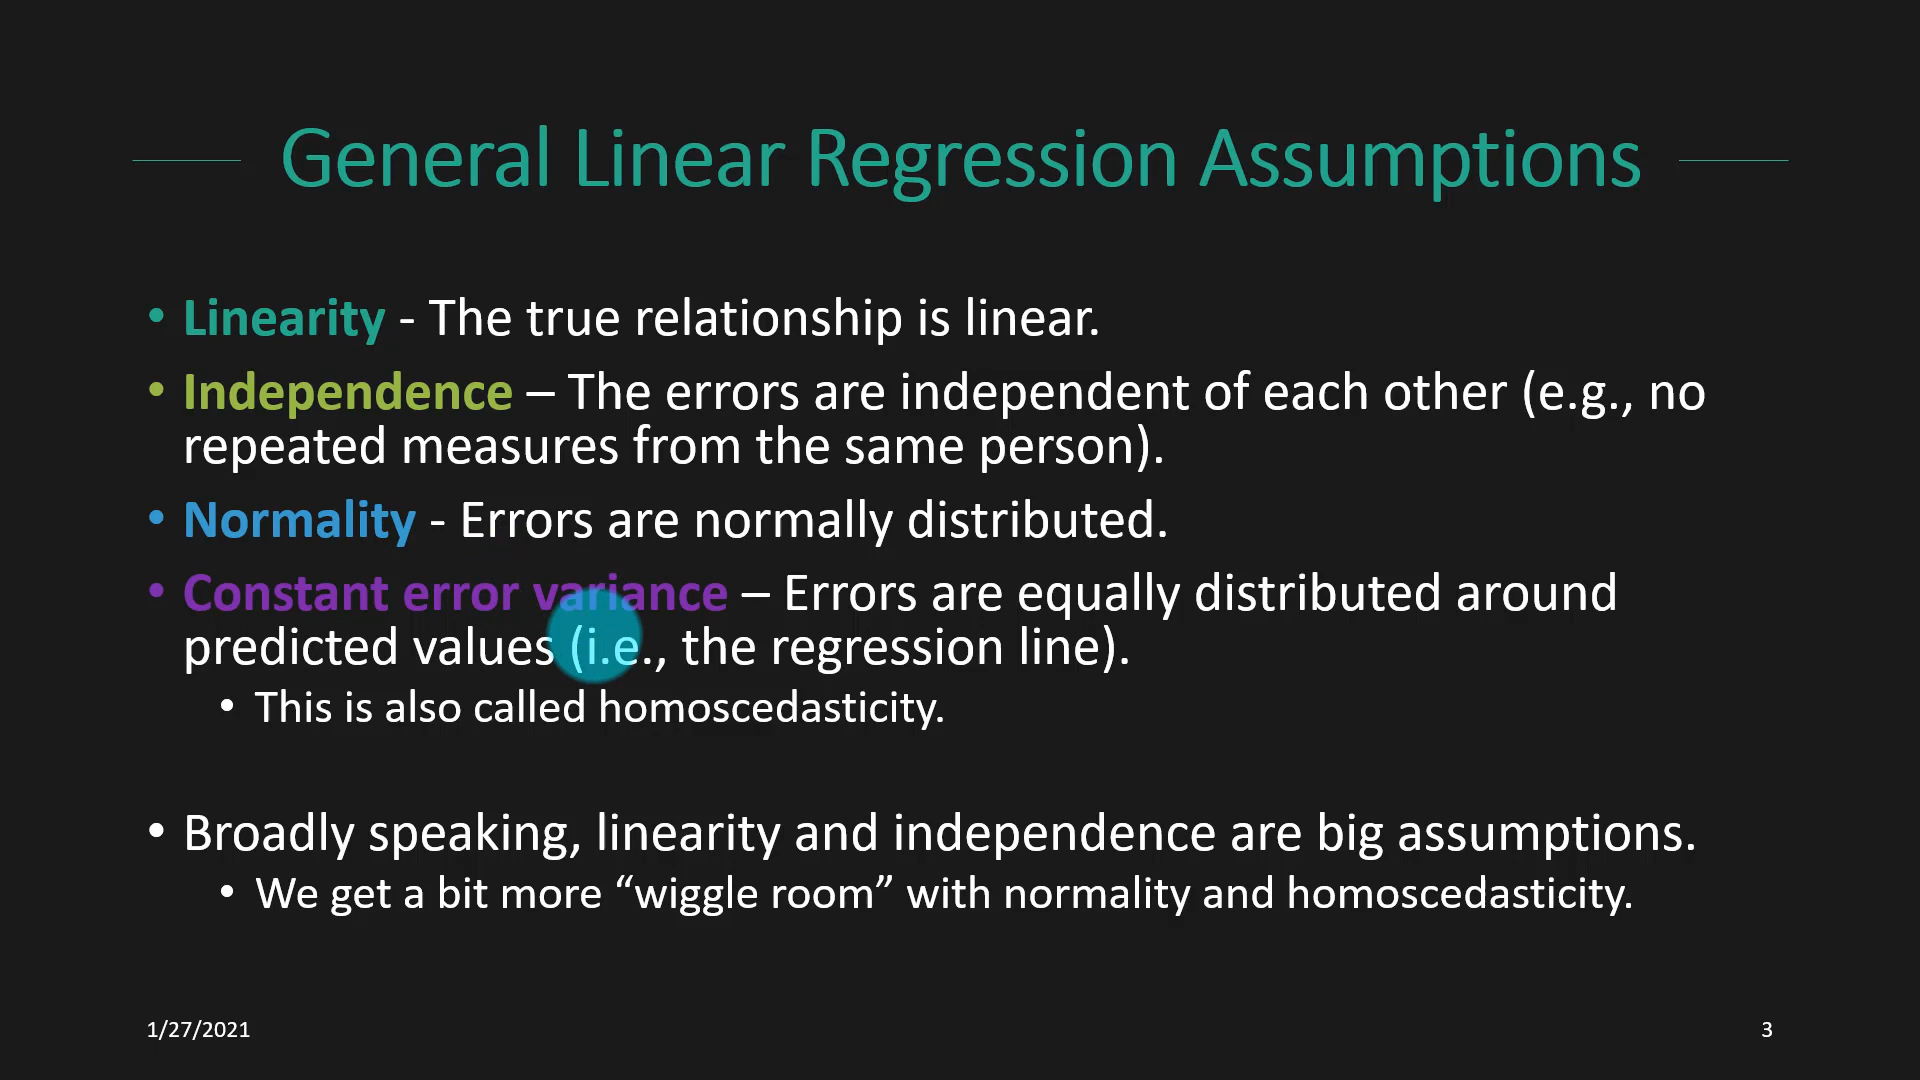 General Linear Regression Assumptions
• Linearity - The true relationship is linear.
• Independence – The errors are independent of each other (e.g., no
repeated measures from the same person).
• Normality - Errors are normally distributed.
• Constant error variance – Errors are equally distributed around
predicted values (i.e., the regression line).
• This is also called homoscedasticity.
• Broadly speaking, linearity and independence are big assumptions.
• We get a bit more “wiggle room” with normality and homoscedasticity.
1/27/2021
3